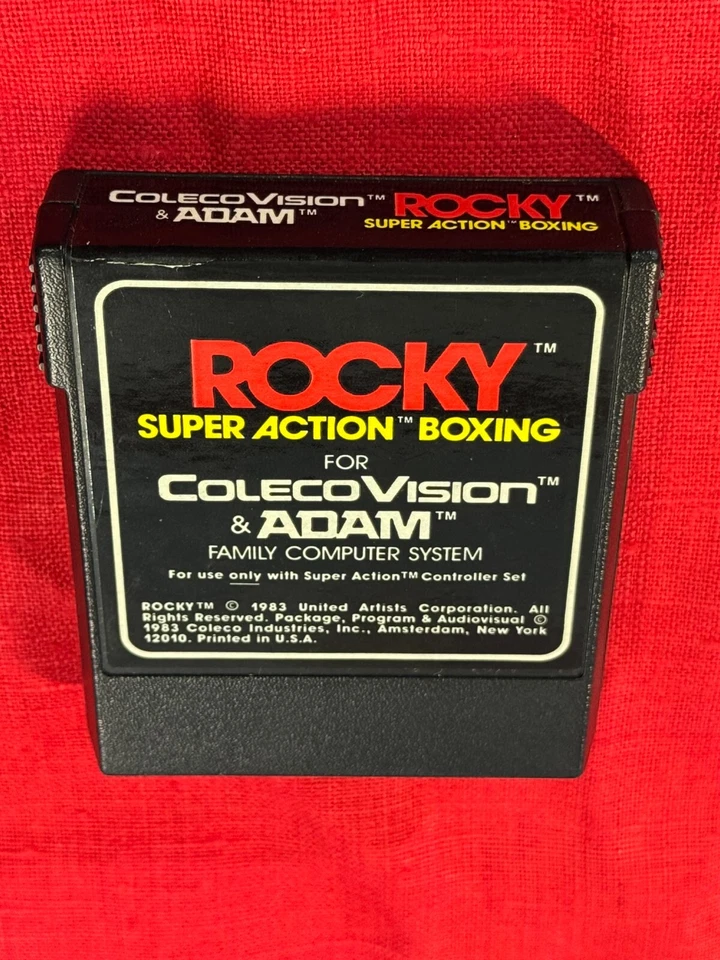 COLECOVISION™ ROCKY™
& ADAM™ SUPER ACTION™ BOXING
ROCKY™
SUPER ACTION™ BOXING
FOR
COLECOVISION™
& ADAM™
FAMILY COMPUTER SYSTEM
For use only with Super Action™ Controller Set
ROCKY™ © 1983 United Artists Corporation. All
Rights Reserved. Package, Program & Audiovisual ©
1983 Coleco Industries, Inc., Amsterdam, New York
12010. Printed in U.S.A.